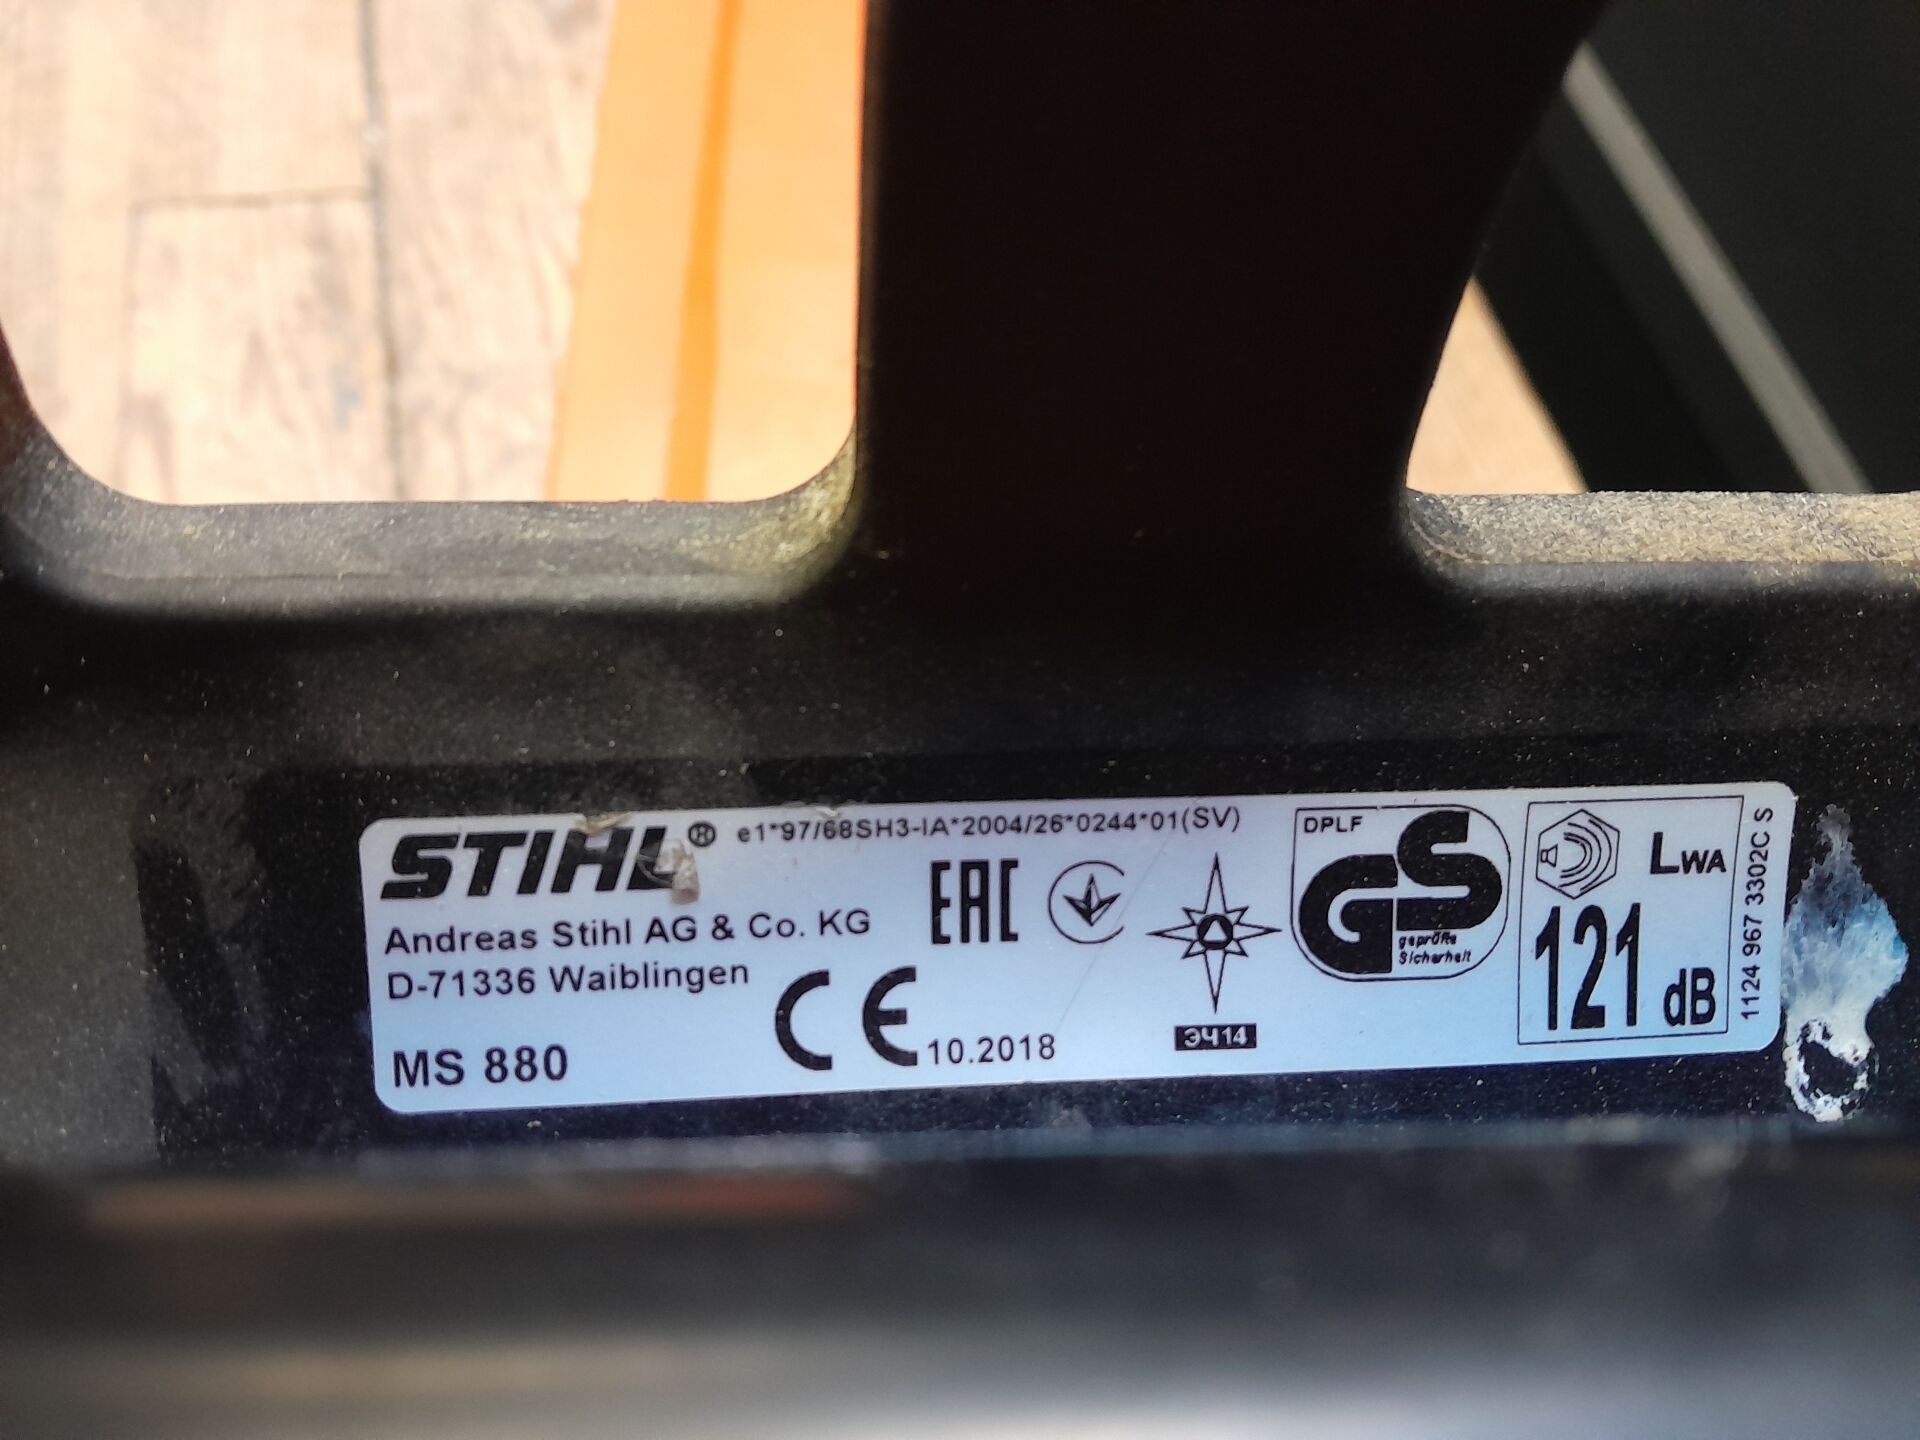 STIHL® e1*97/68SH3-IA*2004/26*0244*01(SV)
Andreas Stihl AG & Co. KG
D-71336 Waiblingen
MS 880
EAC
CE 10.2018
ЭЧ14
DPLF
GS
geprüfte
Sicherheit
LWA
121 dB
1124 967 3302C S